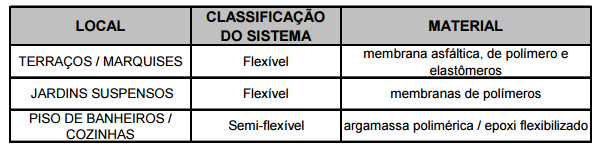 LOCAL
CLASSIFICAÇÃO
DO SISTEMA
MATERIAL
TERRAÇOS / MARQUISES
Flexível
membrana asfáltica, de polímero e
elastômeros
JARDINS SUSPENSOS
Flexível
membranas de polímeros
PISO DE BANHEIROS /
COZINHAS
Semi-flexível
argamassa polimérica / epoxi flexibilizado